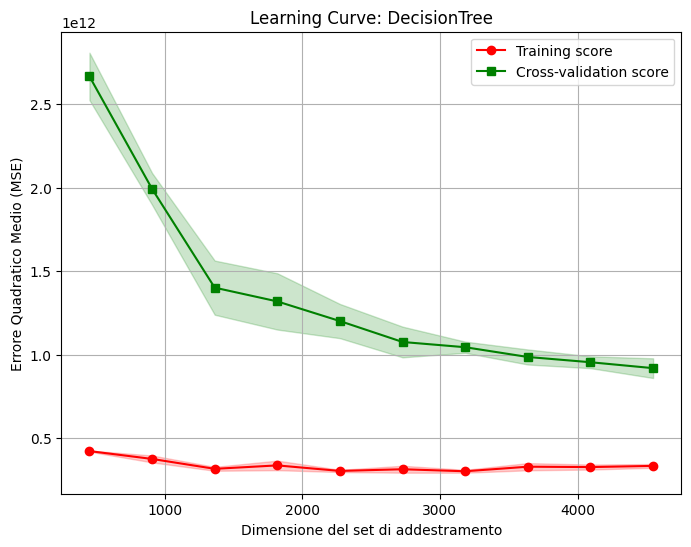 Learning Curve: DecisionTree
1e12
Training score
Cross-validation score
2.5
2.0
1.5
1.0
0.5
Errore Quadratico Medio (MSE)
1000
2000
3000
4000
Dimensione del set di addestramento